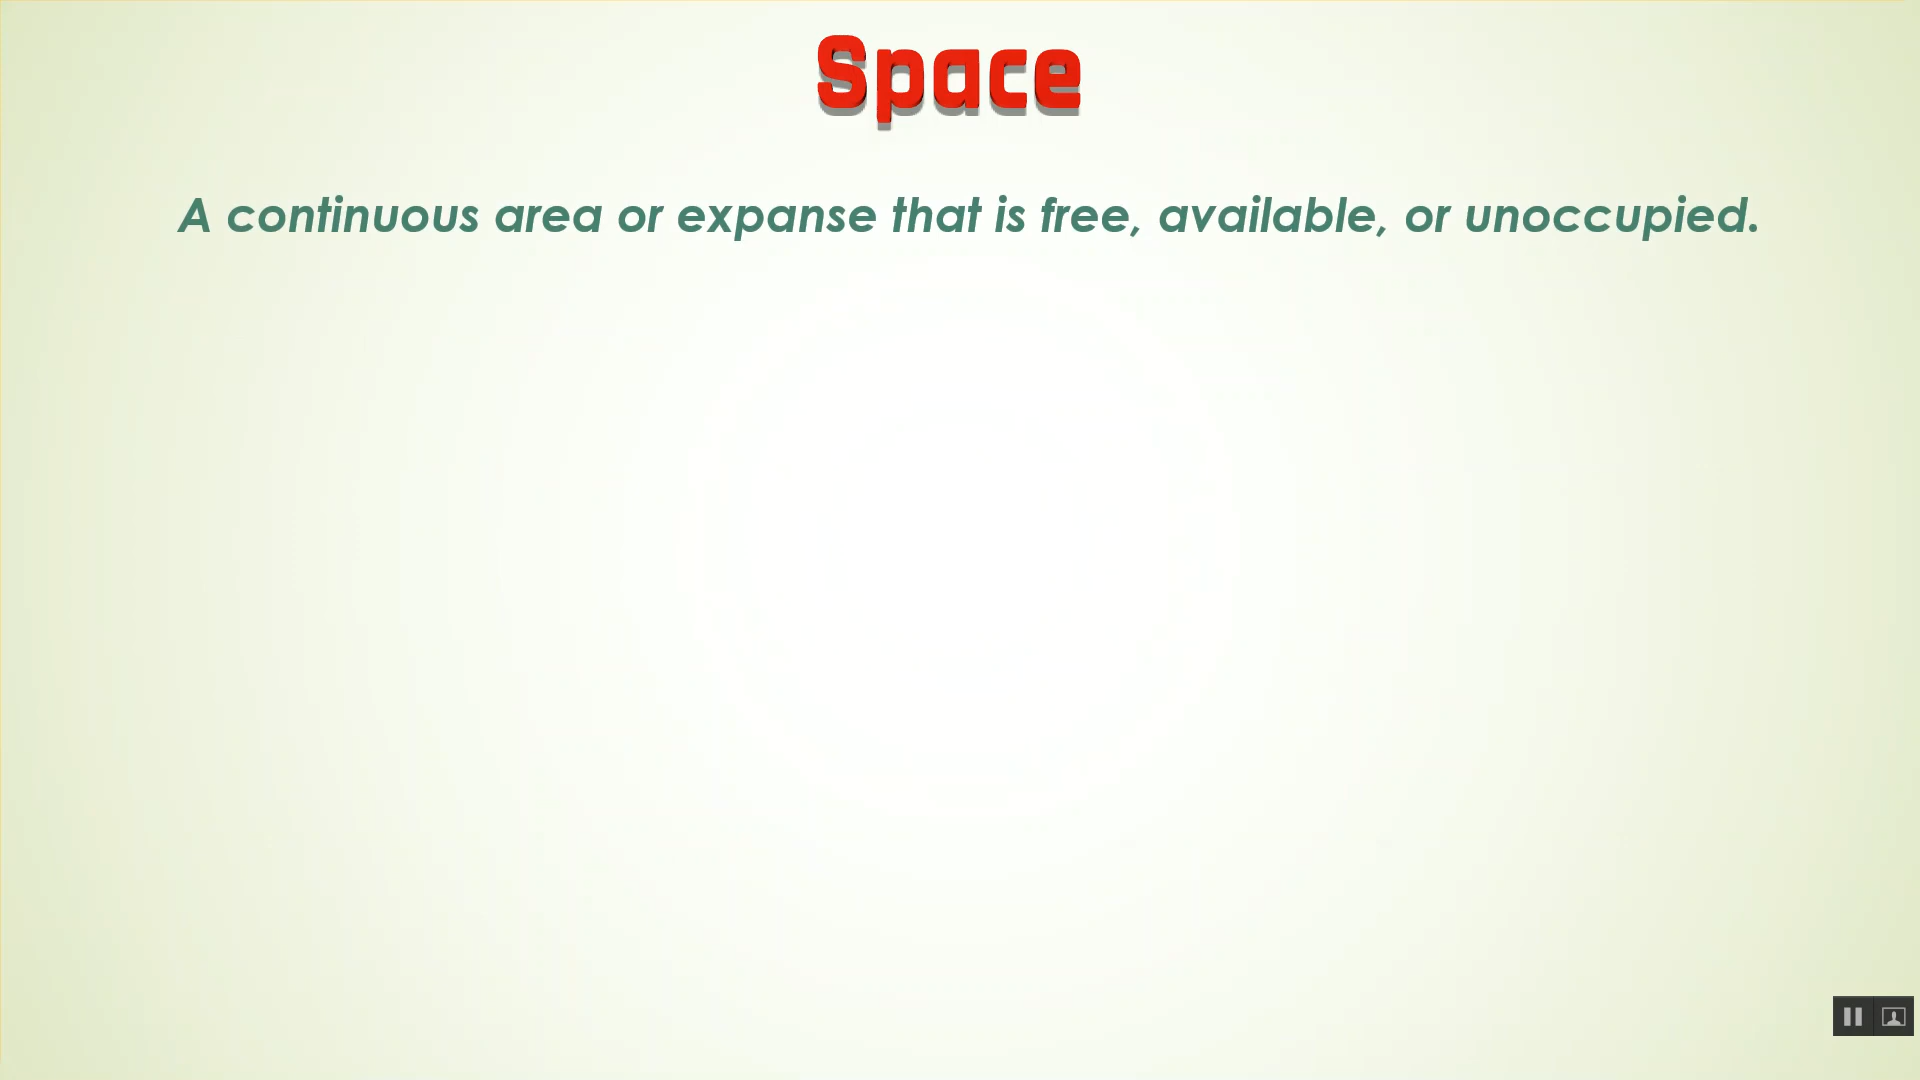 Space
A continuous area or expanse that is free, available, or unoccupied.